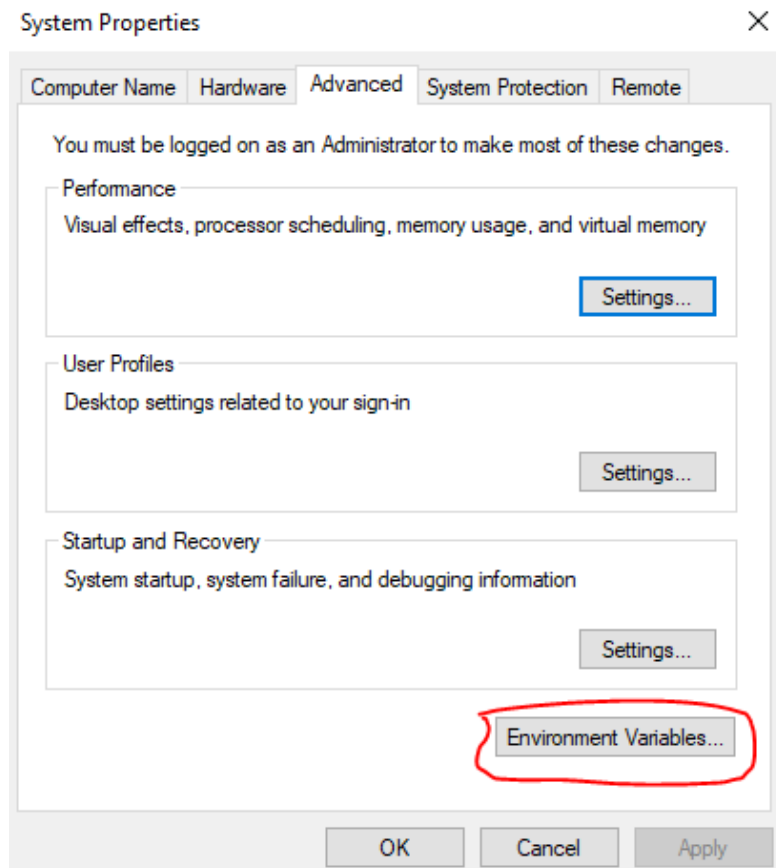 System Properties
Computer Name Hardware Advanced System Protection Remote
You must be logged on as an Administrator to make most of these changes.
Performance
Visual effects, processor scheduling, memory usage, and virtual memory
Settings...
User Profiles
Desktop settings related to your sign-in
Settings...
Startup and Recovery
System startup, system failure, and debugging information
Settings...
Environment Variables...
OK Cancel Apply